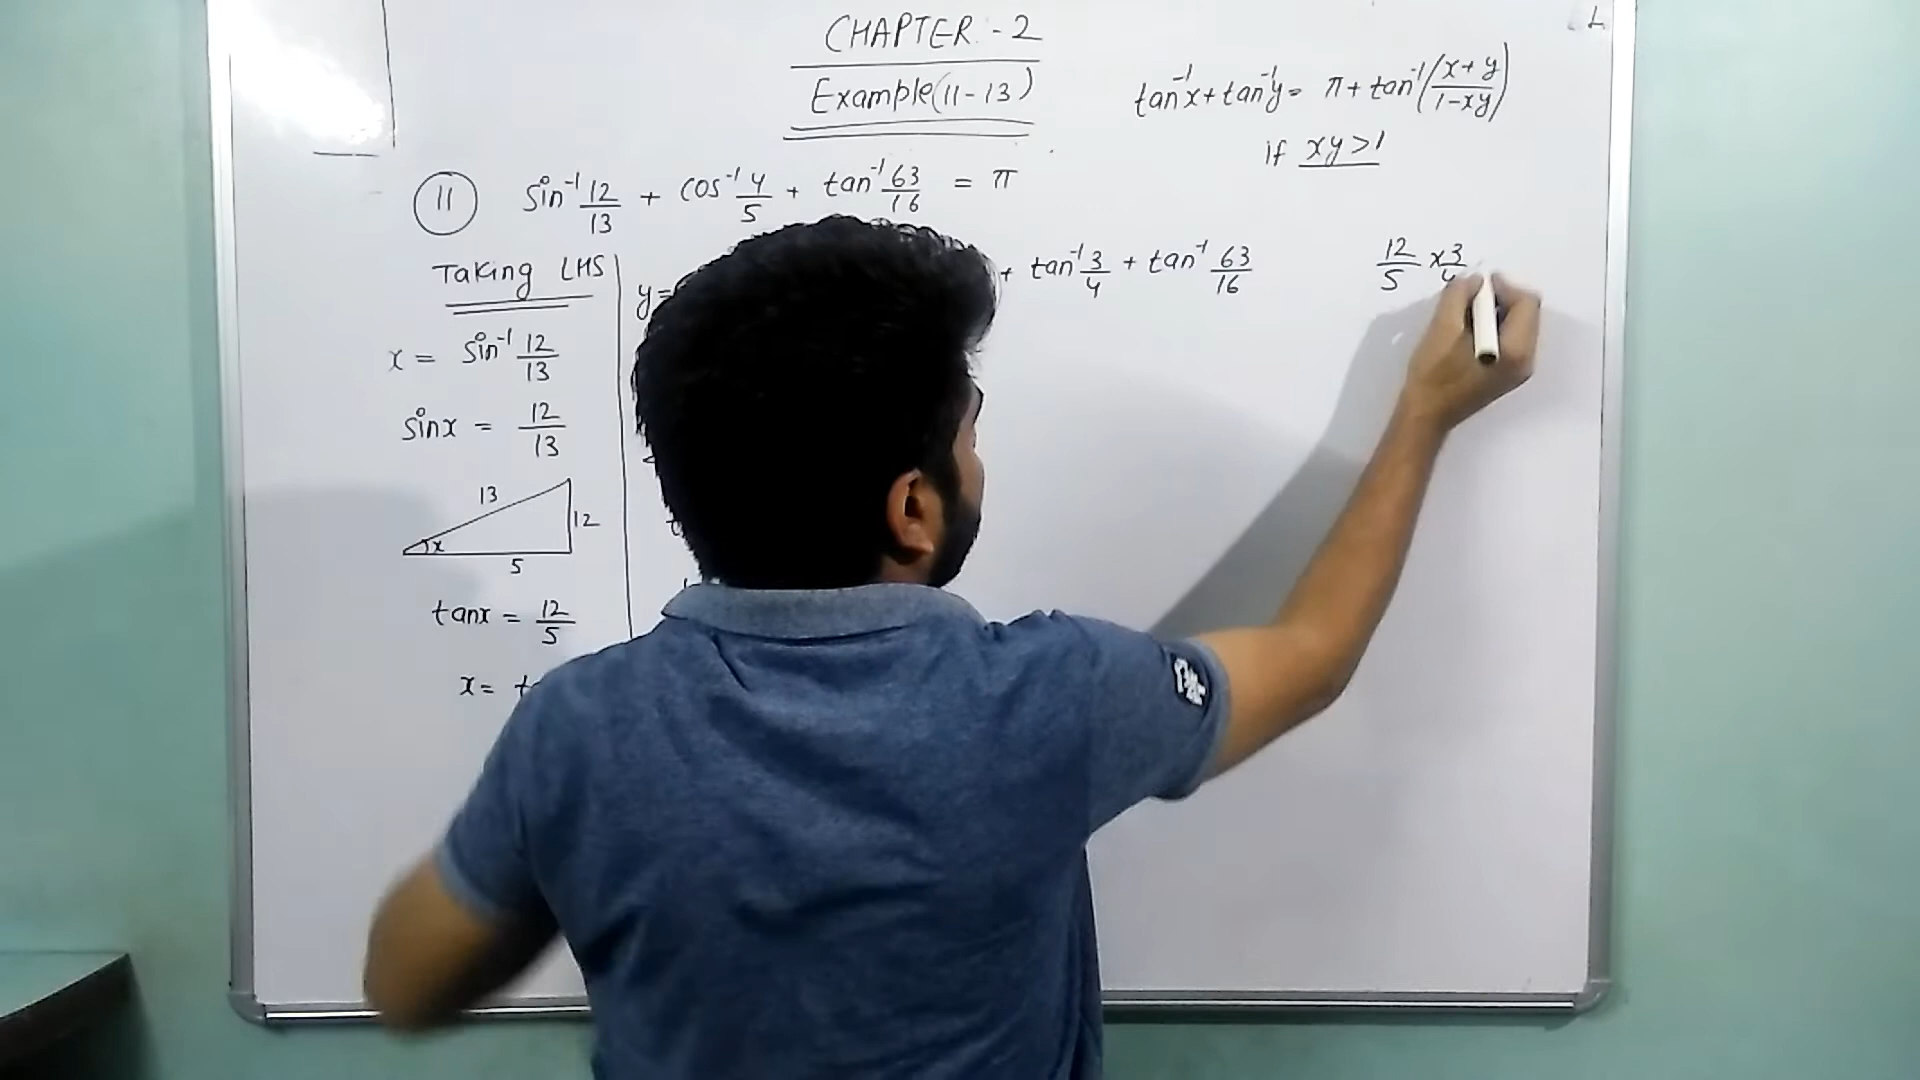 CHAPTER - 2
Example (11 - 13)
tan⁻¹x + tan⁻¹y = π + tan⁻¹((x + y)/(1 - xy))
if xy > 1
11 sin⁻¹ 12/13 + cos⁻¹ 4/5 + tan⁻¹ 63/16 = π
Taking LHS
x = sin⁻¹ 12/13
sinx = 12/13
13
12
x
5
tanx = 12/5
x =
y =
+ tan⁻¹ 3/4 + tan⁻¹ 63/16
12/5 × 3/4